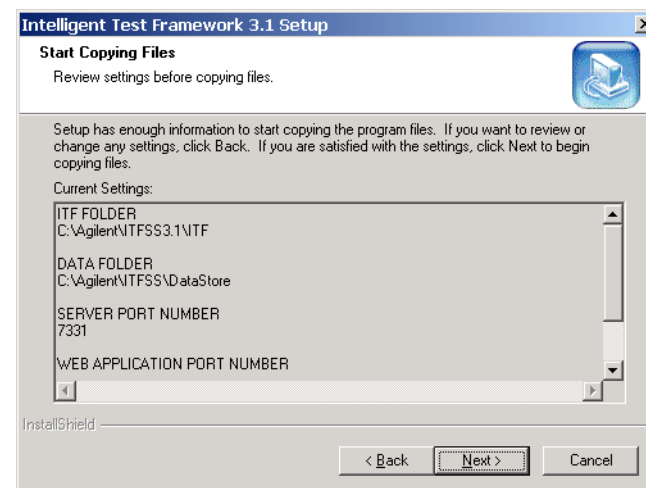 Intelligent Test Framework 3.1 Setup
Start Copying Files
Review settings before copying files.
Setup has enough information to start copying the program files. If you want to review or
change any settings, click Back. If you are satisfied with the settings, click Next to begin
copying files.
Current Settings:
ITF FOLDER
C:\Agilent\ITFSS3.1\ITF
DATA FOLDER
C:\Agilent\ITFSS\DataStore
SERVER PORT NUMBER
7331
WEB APPLICATION PORT NUMBER
InstallShield
< Back
Next >
Cancel